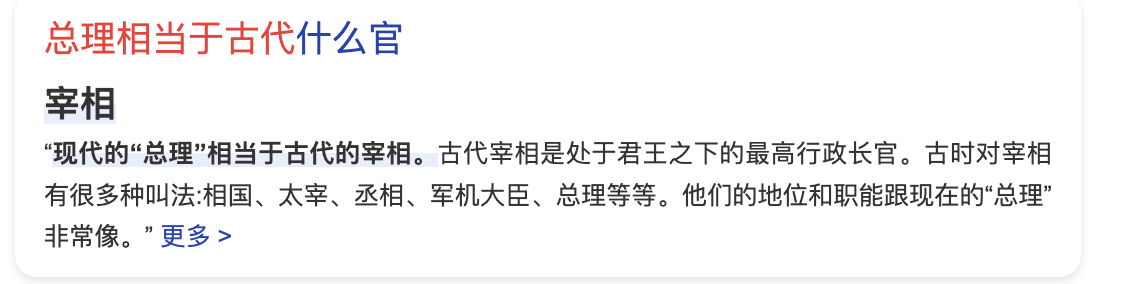 总理相当于古代什么官
宰相
“现代的“总理”相当于古代的宰相。古代宰相是处于君王之下的最高行政长官。古时对宰相
有很多种叫法:相国、太宰、丞相、军机大臣、总理等等。他们的地位和职能跟现在的“总理”
非常像。” 更多 >